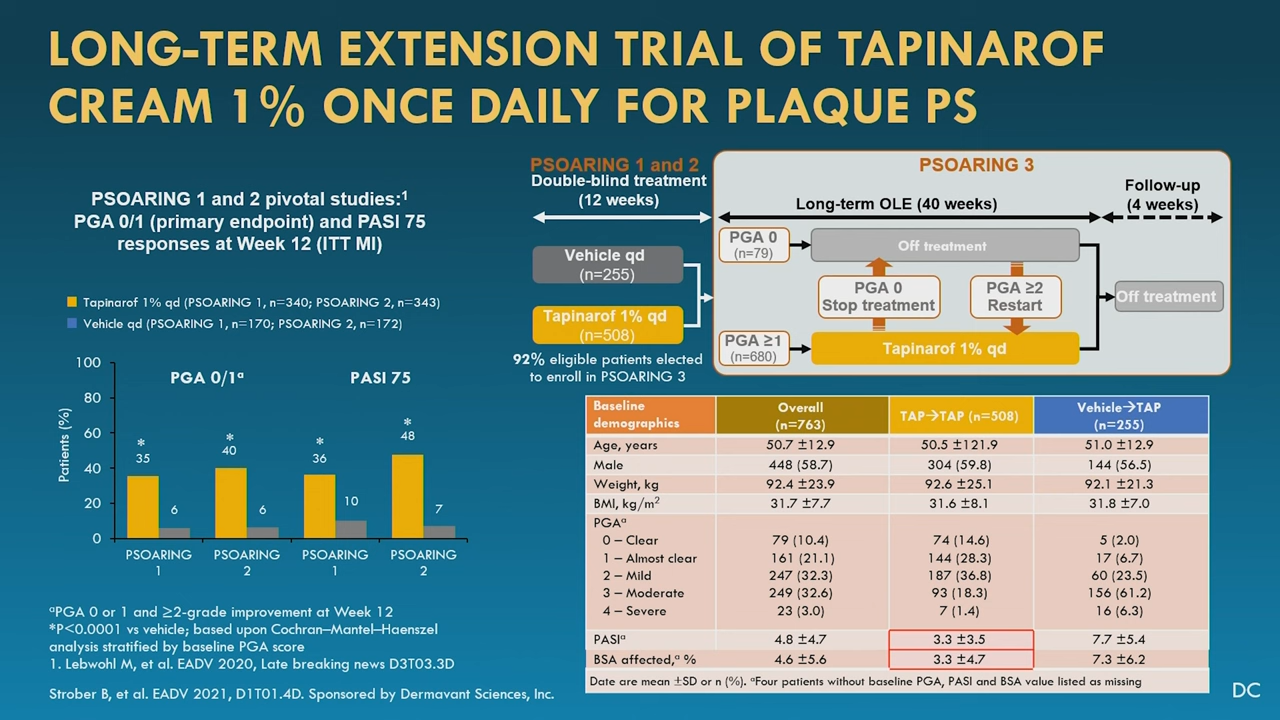 LONG-TERM EXTENSION TRIAL OF TAPINAROF
CREAM 1% ONCE DAILY FOR PLAQUE PS
PSOARING 1 and 2 pivotal studies:1
PGA 0/1 (primary endpoint) and PASI 75
responses at Week 12 (ITT MI)
Tapinarof 1% qd (PSOARING 1, n=340; PSOARING 2, n=343)
Vehicle qd (PSOARING 1, n=170; PSOARING 2, n=172)
Patients (%)
100
80
60
40
20
0
PGA 0/1a
PASI 75
*
35
6
*
40
6
*
36
10
*
48
7
PSOARING
1
PSOARING
2
PSOARING
1
PSOARING
2
aPGA 0 or 1 and ≥2-grade improvement at Week 12
*P<0.0001 vs vehicle; based upon Cochran–Mantel–Haenszel
analysis stratified by baseline PGA score
1. Lebwohl M, et al. EADV 2020, Late breaking news D3T03.3D
Strober B, et al. EADV 2021, D1T01.4D. Sponsored by Dermavant Sciences, Inc.
PSOARING 1 and 2
Double-blind treatment
(12 weeks)
Vehicle qd
(n=255)
Tapinarof 1% qd
(n=508)
92% eligible patients elected
to enroll in PSOARING 3
PSOARING 3
Long-term OLE (40 weeks)
Follow-up
(4 weeks)
PGA 0
(n=79)
Off treatment
PGA 0
Stop treatment
PGA ≥2
Restart
Off treatment
PGA ≥1
(n=680)
Tapinarof 1% qd
Baseline demographics Overall (n=763) TAP→TAP (n=508) Vehicle→TAP (n=255)
Age, years 50.7 ±12.9 50.5 ±121.9 51.0 ±12.9
Male 448 (58.7) 304 (59.8) 144 (56.5)
Weight, kg 92.4 ±23.9 92.6 ±25.1 92.1 ±21.3
BMI, kg/m2 31.7 ±7.7 31.6 ±8.1 31.8 ±7.0
PGAa
0 – Clear 79 (10.4) 74 (14.6) 5 (2.0)
1 – Almost clear 161 (21.1) 144 (28.3) 17 (6.7)
2 – Mild 247 (32.3) 187 (36.8) 60 (23.5)
3 – Moderate 249 (32.6) 93 (18.3) 156 (61.2)
4 – Severe 23 (3.0) 7 (1.4) 16 (6.3)
PASIa 4.8 ±4.7 3.3 ±3.5 7.7 ±5.4
BSA affected,a % 4.6 ±5.6 3.3 ±4.7 7.3 ±6.2
Date are mean ±SD or n (%). aFour patients without baseline PGA, PASI and BSA value listed as missing
DC